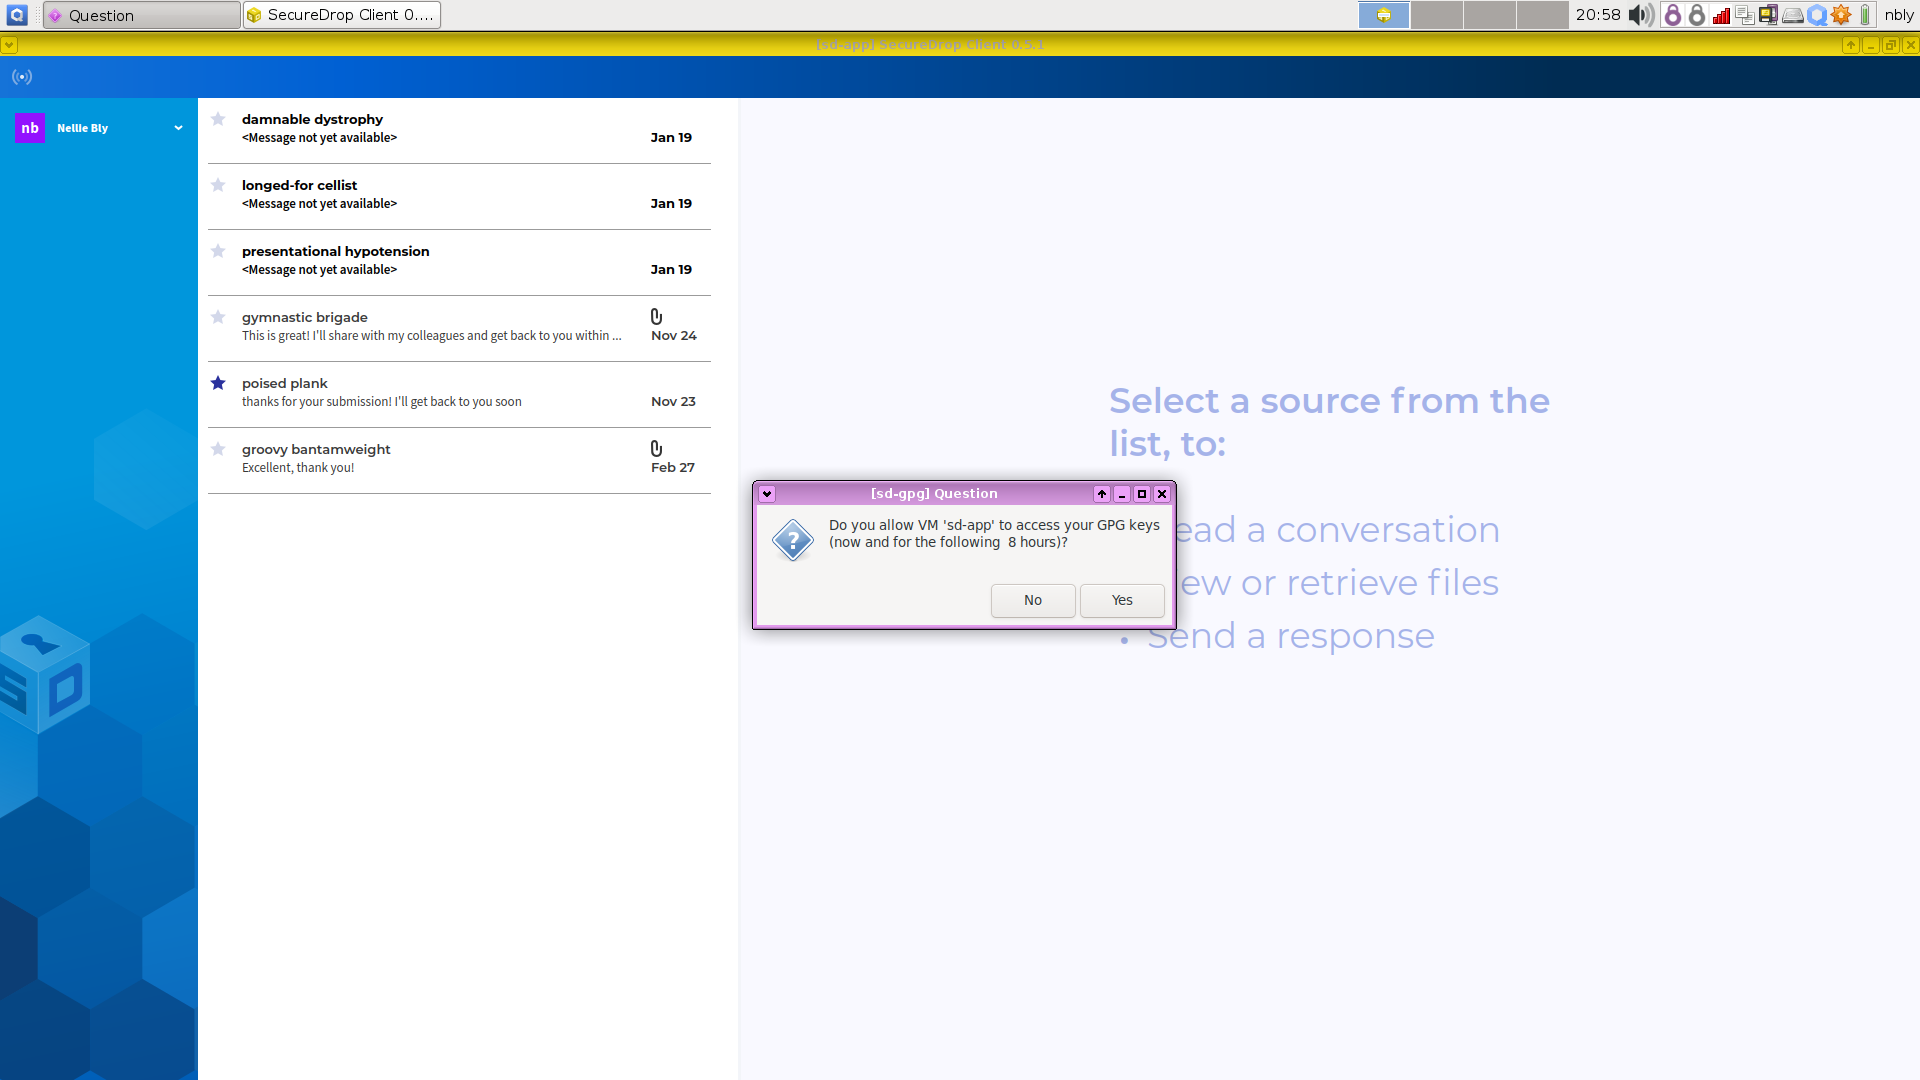 Question
SecureDrop Client 0....
20:58
nbly
[sd-app] SecureDrop Client 0.5.1
nb
Nellie Bly
damnable dystrophy
<Message not yet available>
Jan 19
longed-for cellist
<Message not yet available>
Jan 19
presentational hypotension
<Message not yet available>
Jan 19
gymnastic brigade
This is great! I'll share with my colleagues and get back to you within ...
Nov 24
poised plank
thanks for your submission! I'll get back to you soon
Nov 23
groovy bantamweight
Excellent, thank you!
Feb 27
Select a source from the
list, to:
ead a conversation
ew or retrieve files
• Send a response
[sd-gpg] Question
Do you allow VM 'sd-app' to access your GPG keys
(now and for the following  8 hours)?
No
Yes
SD